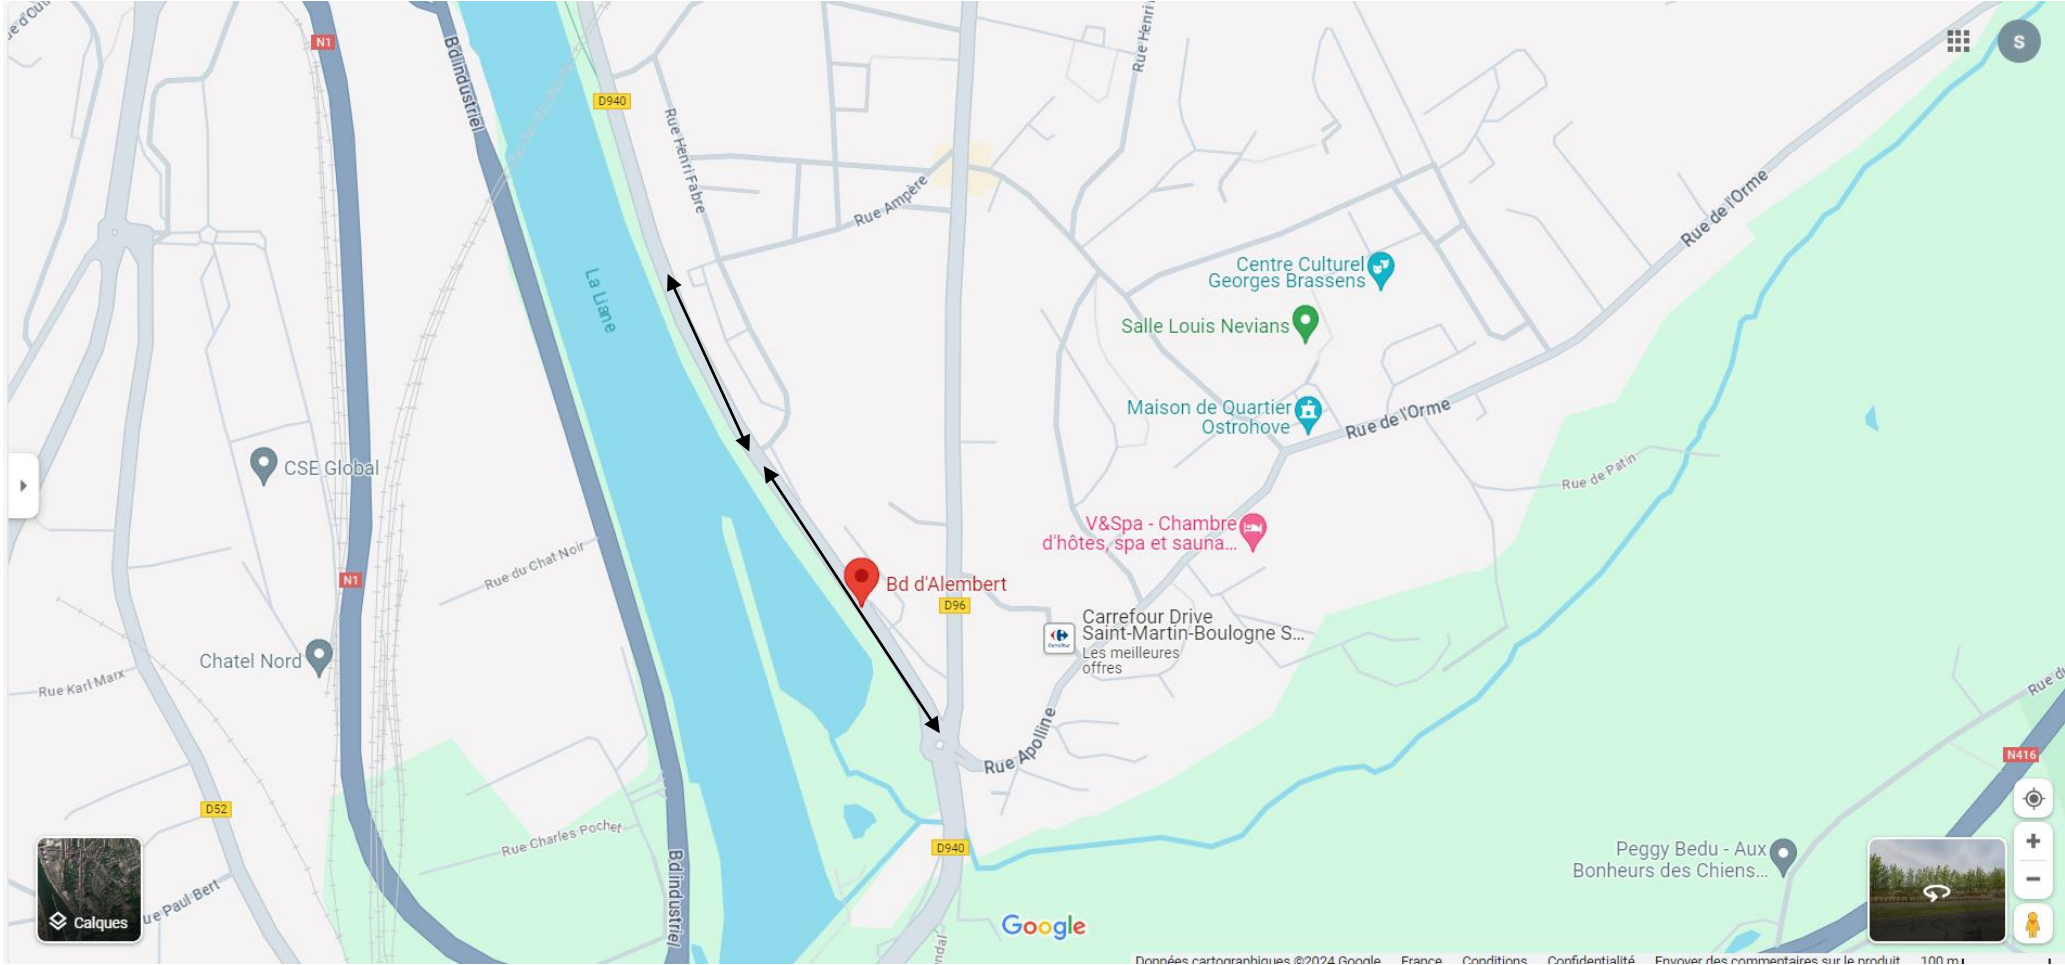 N1
Bd industriel
D940
Rue Henri Fabre
Rue Henri
S
Rue Ampère
Rue de l'Orme
La Liane
Centre Culturel
Georges Brassens
Salle Louis Nevians
Maison de Quartier
Ostrohove
Rue de l'Orme
CSE Global
Rue de Patin
V&Spa - Chambre
d'hôtes, spa et sauna...
Rue du Chat Noir
N1
Bd d'Alembert
D96
Carrefour Drive
Saint-Martin-Boulogne S...
Les meilleures
offres
Chatel Nord
Rue Karl Marx
Rue Apolline
N416
D52
Rue Charles Pochet
D940
Bd industriel
Peggy Bedu - Aux
Bonheurs des Chiens...
ue Paul Bert
Calques
Google
Données cartographiques ©2024 Google France Conditions Confidentialité Envoyer des commentaires sur le produit 100 m